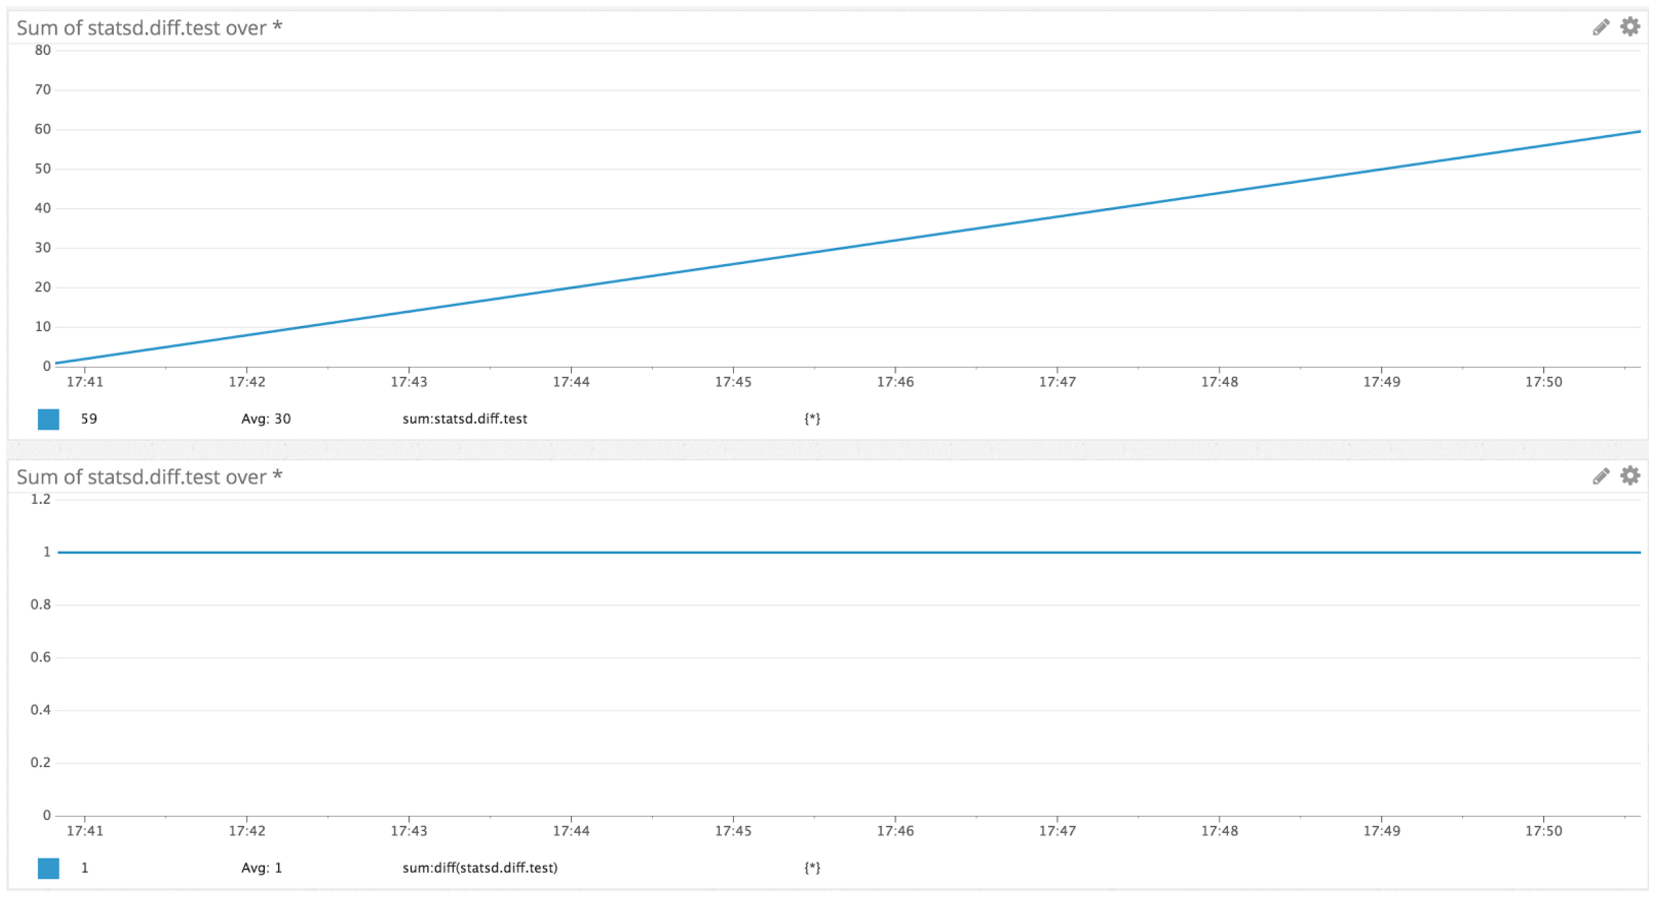 Sum of statsd.diff.test over *
80
70
60
50
40
30
20
10
0
17:41 17:42 17:43 17:44 17:45 17:46 17:47 17:48 17:49 17:50
59 Avg: 30 sum:statsd.diff.test {*}
Sum of statsd.diff.test over *
1.2
1
0.8
0.6
0.4
0.2
0
17:41 17:42 17:43 17:44 17:45 17:46 17:47 17:48 17:49 17:50
1 Avg: 1 sum:diff(statsd.diff.test) {*}